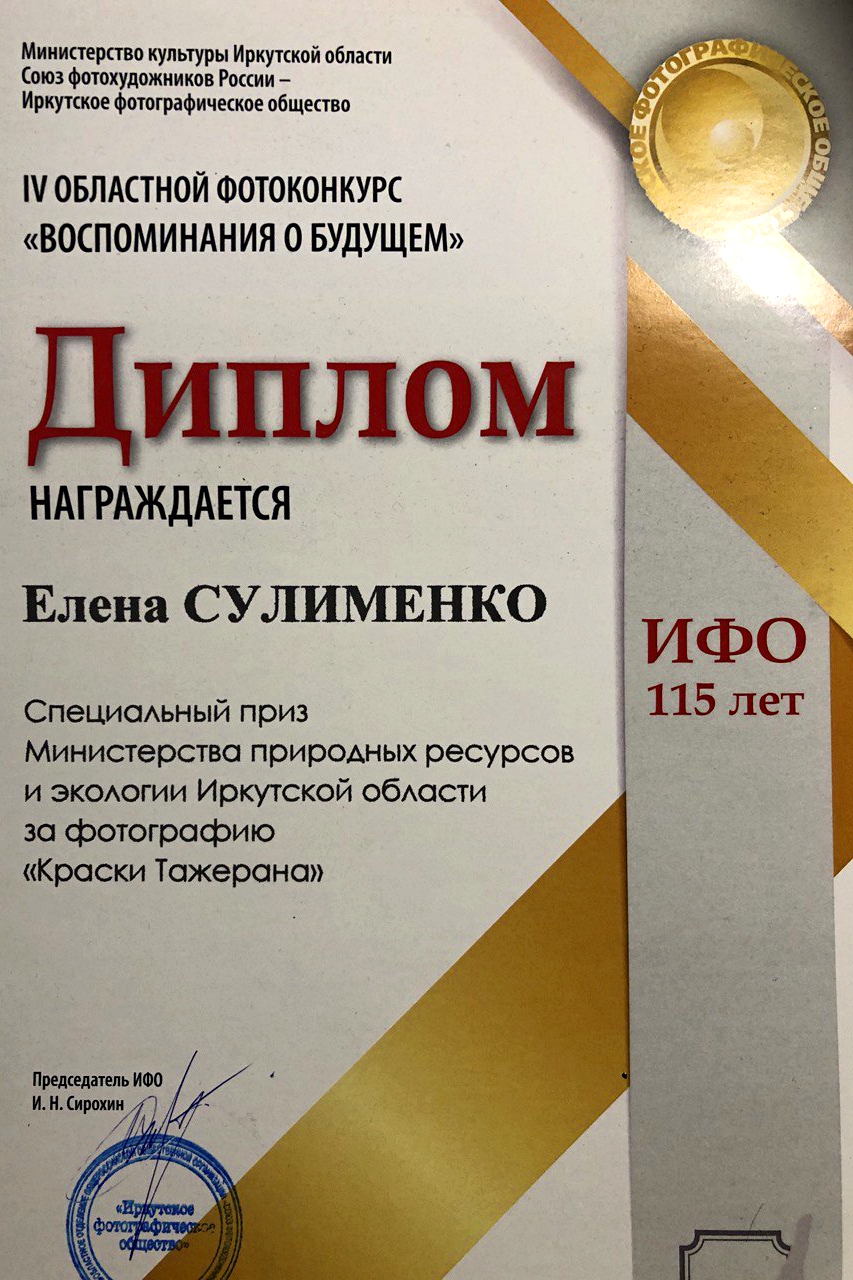 Министерство культуры Иркутской области
Союз фотохудожников России –
Иркутское фотографическое общество
ФОТОГРАФИЧЕСКОЕ
IV ОБЛАСТНОЙ ФОТОКОНКУРС
«ВОСПОМИНАНИЯ О БУДУЩЕМ»
Диплом
НАГРАЖДАЕТСЯ
Елена СУЛИМЕНКО
ИФО
115 лет
Специальный приз
Министерства природных ресурсов
и экологии Иркутской области
за фотографию
«Краски Тажерана»
Председатель ИФО
И. Н. Сирохин
«Иркутское
фотографическое
общество»